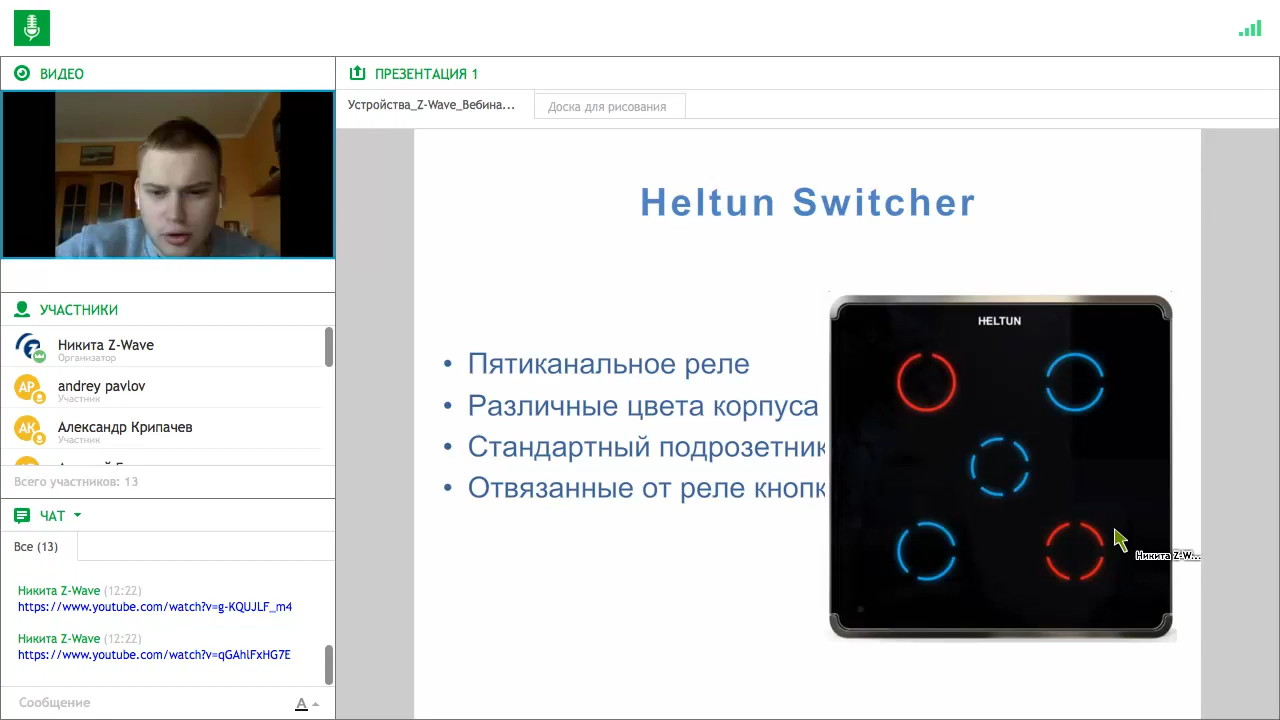 ВИДЕО
ПРЕЗЕНТАЦИЯ 1
Устройства_Z-Wave_Вебина...
Доска для рисования
Heltun Switcher
• Пятиканальное реле
• Различные цвета корпуса
• Стандартный подрозетник
• Отвязанные от реле кнопк
HELTUN
Никита Z-W...
УЧАСТНИКИ
Никита Z-Wave
Организатор
AP
andrey pavlov
Участник
АК
Александр Крипачев
Участник
Всего участников: 13
ЧАТ
Все (13)
Никита Z-Wave (12:22)
https://www.youtube.com/watch?v=g-KQUJLF_m4
Никита Z-Wave (12:22)
https://www.youtube.com/watch?v=qGAhlFxHG7E
Сообщение
A